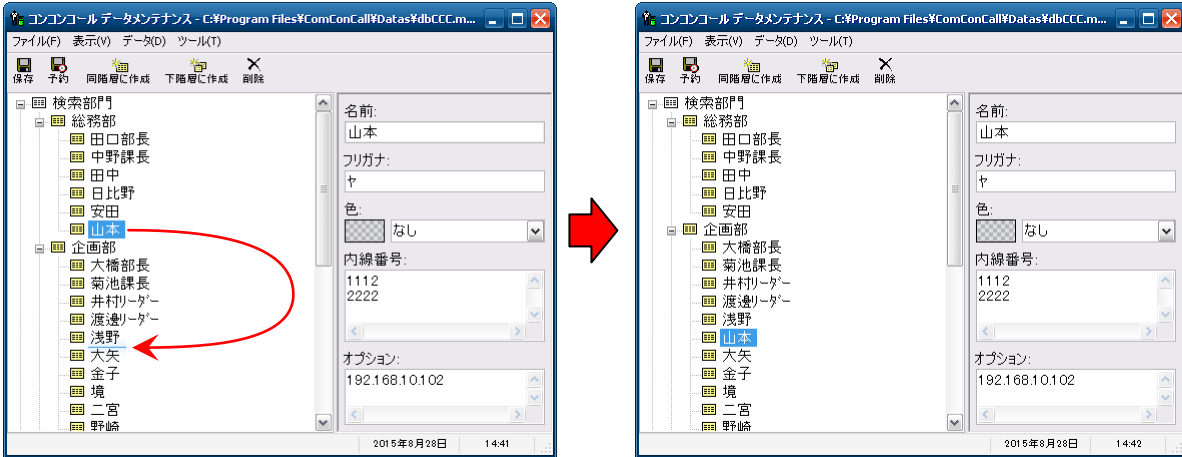 コンコンコール データメンテナンス - C:¥Program Files¥ComConCall¥Datas¥dbCCC.m...
ファイル(F) 表示(V) データ(D) ツール(T)
保存 予約 同階層に作成 下階層に作成 削除
検索部門
総務部
田口部長
中野課長
田中
日比野
安田
山本
企画部
大橋部長
菊池課長
井村リーダー
渡邊リーダー
浅野
大矢
金子
境
二宮
野崎
名前:
山本
フリガナ:
ヤ
色:
なし
内線番号:
1112
2222
オプション:
192.168.10.102
2015年8月28日 14:41
コンコンコール データメンテナンス - C:¥Program Files¥ComConCall¥Datas¥dbCCC.m...
ファイル(F) 表示(V) データ(D) ツール(T)
保存 予約 同階層に作成 下階層に作成 削除
検索部門
総務部
田口部長
中野課長
田中
日比野
安田
企画部
大橋部長
菊池課長
井村リーダー
渡邊リーダー
浅野
山本
大矢
金子
境
二宮
野崎
名前:
山本
フリガナ:
ヤ
色:
なし
内線番号:
1112
2222
オプション:
192.168.10.102
2015年8月28日 14:42